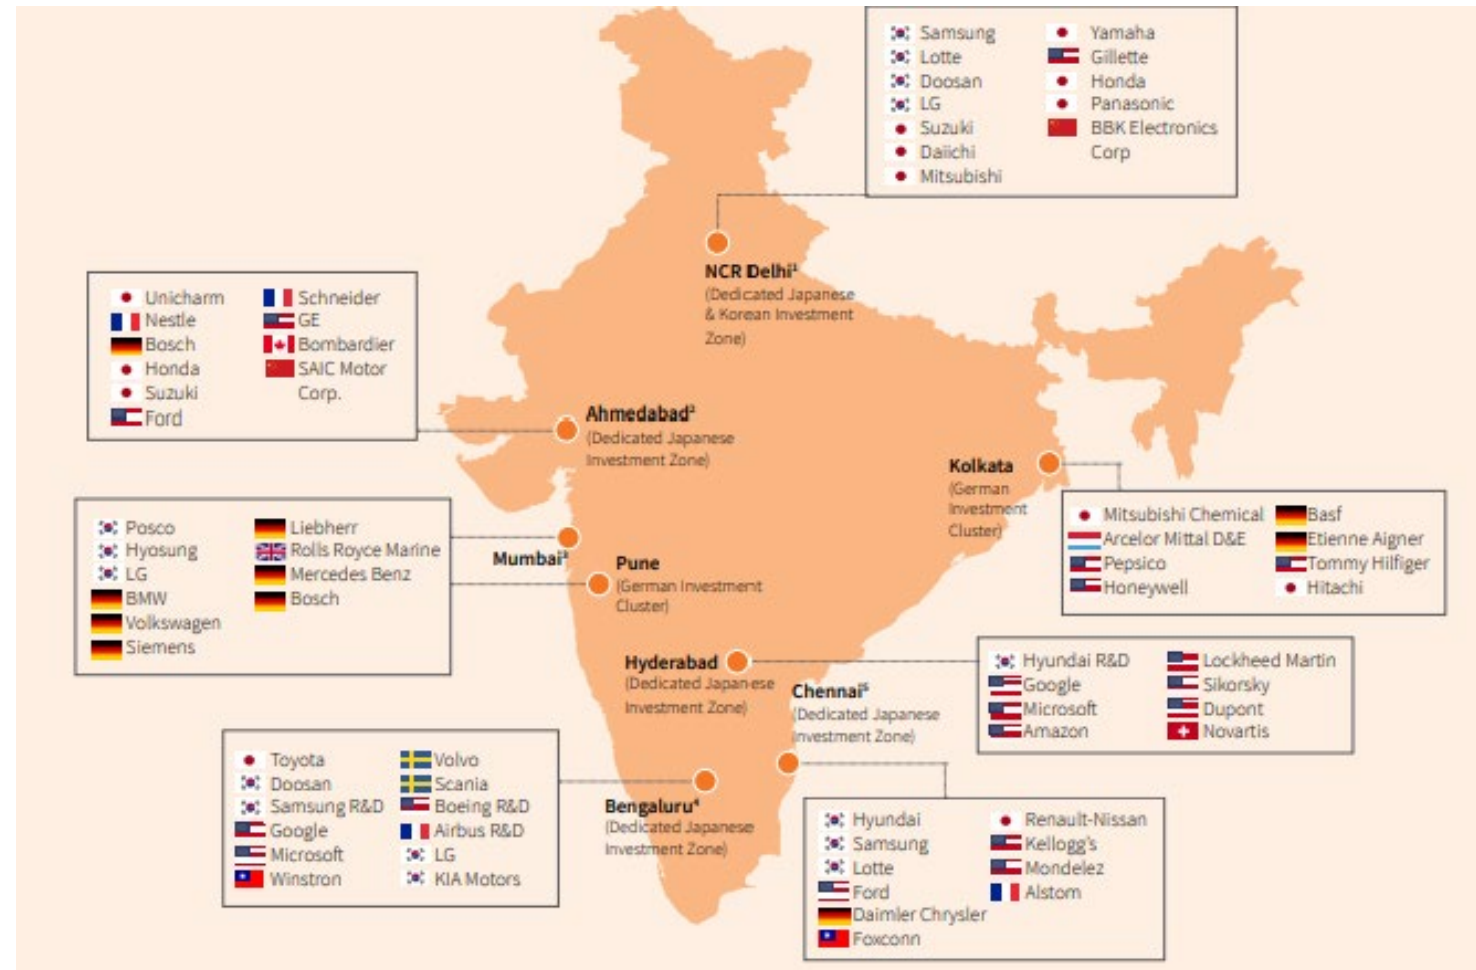 Samsung
Lotte
Doosan
LG
Suzuki
Daiichi
Mitsubishi
Yamaha
Gillette
Honda
Panasonic
BBK Electronics
Corp
NCR Delhi¹
(Dedicated Japanese
& Korean Investment
Zone)
Unicharm
Nestle
Bosch
Honda
Suzuki
Ford
Schneider
GE
Bombardier
SAIC Motor
Corp.
Ahmedabad²
(Dedicated Japanese
Investment Zone)
Kolkata
(German
Investment
Cluster)
Mitsubishi Chemical
Arcelor Mittal D&E
Pepsico
Honeywell
Basf
Etienne Aigner
Tommy Hilfiger
Hitachi
Posco
Hyosung
LG
BMW
Volkswagen
Siemens
Liebherr
Rolls Royce Marine
Mercedes Benz
Bosch
Mumbai³
Pune
(German Investment
Cluster)
Hyderabad
(Dedicated Japanese
Investment Zone)
Hyundai R&D
Google
Microsoft
Amazon
Lockheed Martin
Sikorsky
Dupont
Novartis
Chennai⁵
(Dedicated Japanese
Investment Zone)
Toyota
Doosan
Samsung R&D
Google
Microsoft
Winstron
Volvo
Scania
Boeing R&D
Airbus R&D
LG
KIA Motors
Bengaluru⁴
(Dedicated Japanese
Investment Zone)
Hyundai
Samsung
Lotte
Ford
Daimler Chrysler
Foxconn
Renault-Nissan
Kellogg's
Mondelez
Alstom